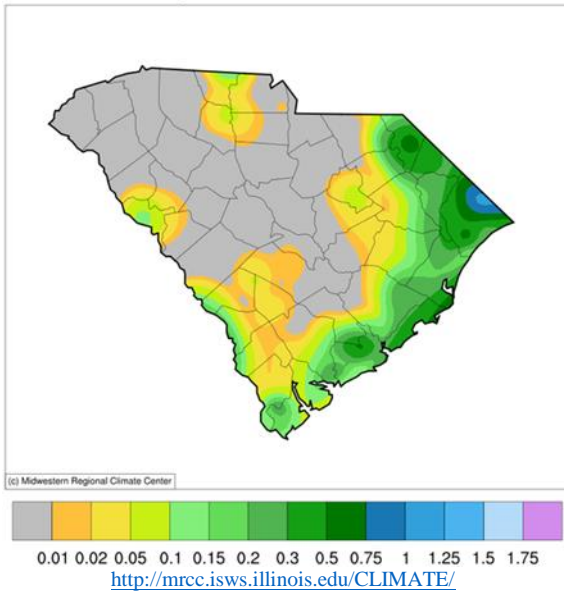 (c) Midwestern Regional Climate Center
0.01 0.02 0.05 0.1 0.15 0.2 0.3 0.5 0.75 1 1.25 1.5 1.75
http://mrcc.isws.illinois.edu/CLIMATE/